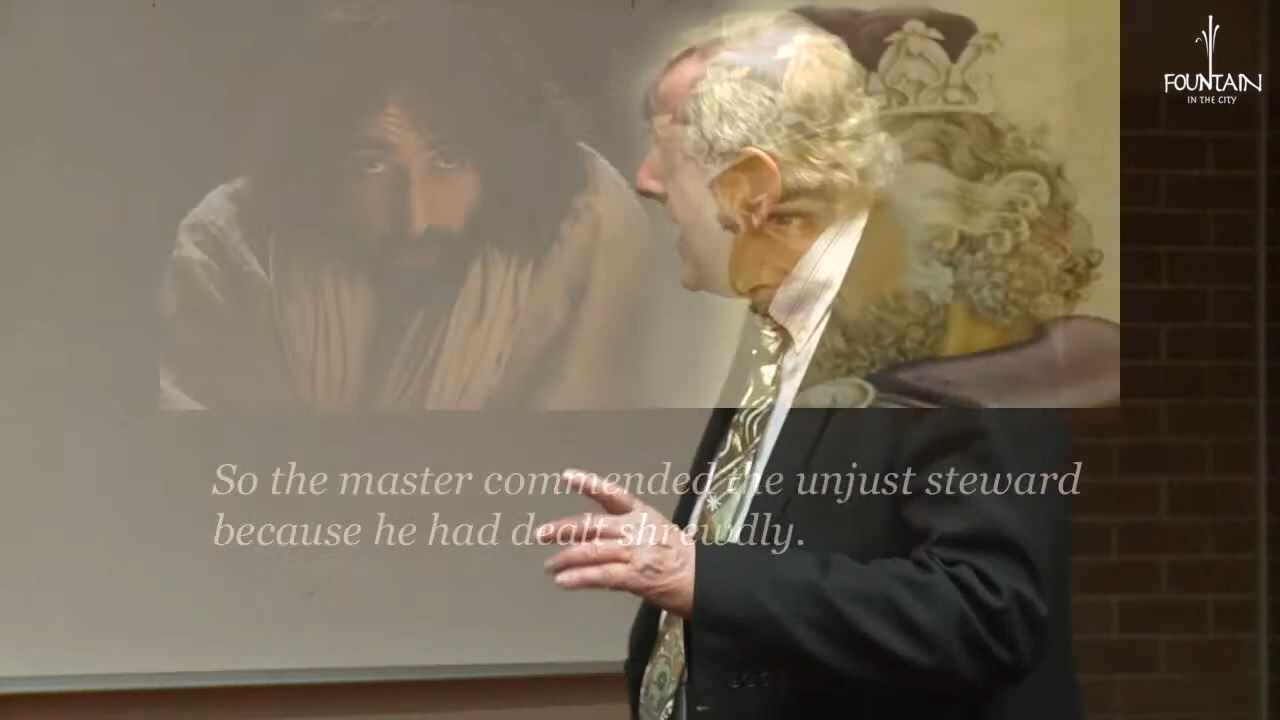 FOUNTAIN
IN THE CITY
So the master commended the unjust steward
because he had dealt shrewdly.